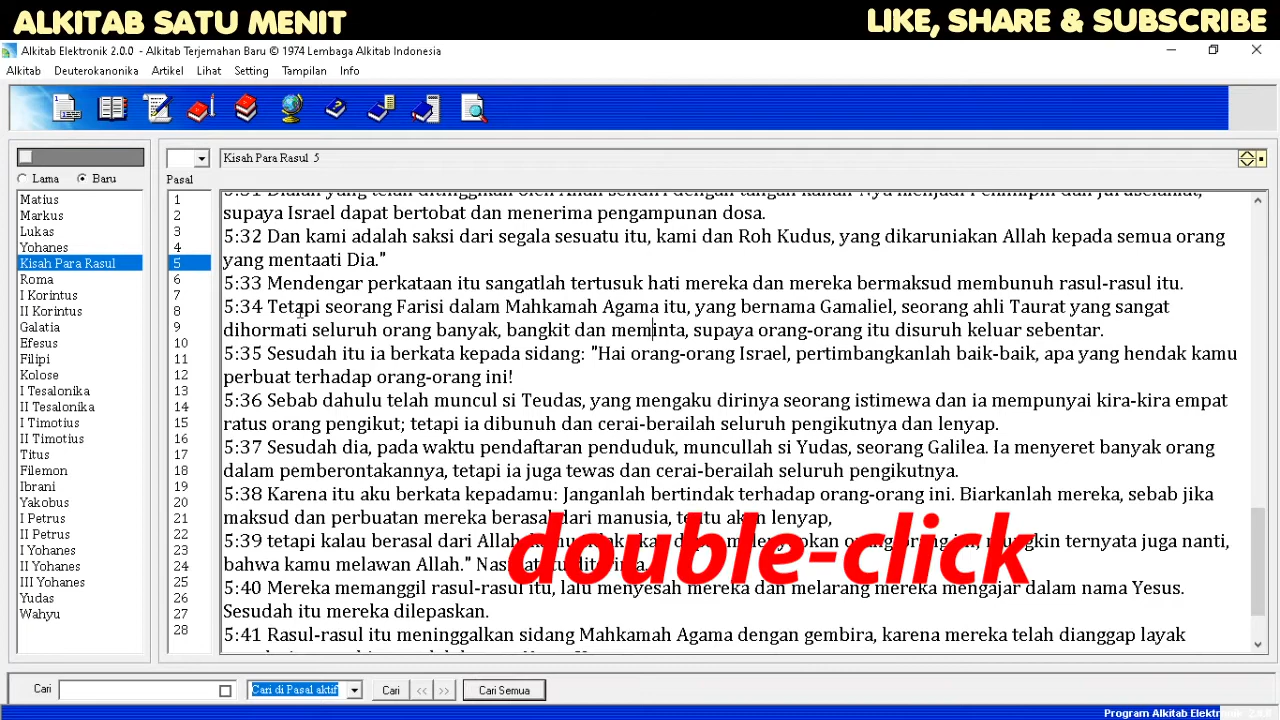 ALKITAB SATU MENIT
LIKE, SHARE & SUBSCRIBE
Alkitab Elektronik 2.0.0 - Alkitab Terjemahan Baru © 1974 Lembaga Alkitab Indonesia
Alkitab Deuterokanonika Artikel Lihat Setting Tampilan Info
Kisah Para Rasul 5
Lama Baru
Pasal
Matius
Markus
Lukas
Yohanes
Kisah Para Rasul
Roma
I Korintus
II Korintus
Galatia
Efesus
Filipi
Kolose
I Tesalonika
II Tesalonika
I Timotius
II Timotius
Titus
Filemon
Ibrani
Yakobus
I Petrus
II Petrus
I Yohanes
II Yohanes
III Yohanes
Yudas
Wahyu
1
2
3
4
5
6
7
8
9
10
11
12
13
14
15
16
17
18
19
20
21
22
23
24
25
26
27
28
supaya Israel dapat bertobat dan menerima pengampunan dosa.
5:32 Dan kami adalah saksi dari segala sesuatu itu, kami dan Roh Kudus, yang dikaruniakan Allah kepada semua orang
yang mentaati Dia."
5:33 Mendengar perkataan itu sangatlah tertusuk hati mereka dan mereka bermaksud membunuh rasul-rasul itu.
5:34 Tetapi seorang Farisi dalam Mahkamah Agama itu, yang bernama Gamaliel, seorang ahli Taurat yang sangat
dihormati seluruh orang banyak, bangkit dan meminta, supaya orang-orang itu disuruh keluar sebentar.
5:35 Sesudah itu ia berkata kepada sidang: "Hai orang-orang Israel, pertimbangkanlah baik-baik, apa yang hendak kamu
perbuat terhadap orang-orang ini!
5:36 Sebab dahulu telah muncul si Teudas, yang mengaku dirinya seorang istimewa dan ia mempunyai kira-kira empat
ratus orang pengikut; tetapi ia dibunuh dan cerai-berailah seluruh pengikutnya dan lenyap.
5:37 Sesudah dia, pada waktu pendaftaran penduduk, muncullah si Yudas, seorang Galilea. Ia menyeret banyak orang
dalam pemberontakannya, tetapi ia juga tewas dan cerai-berailah seluruh pengikutnya.
5:38 Karena itu aku berkata kepadamu: Janganlah bertindak terhadap orang-orang ini. Biarkanlah mereka, sebab jika
maksud dan perbuatan mereka berasal dari manusia, tentu akan lenyap,
5:39 tetapi kalau berasal dari Allah, ternyata juga nanti,
bahwa kamu melawan Allah."
double-click
5:40 Mereka memanggil rasul-rasul itu, lalu menyesah mereka dan melarang mereka mengajar dalam nama Yesus.
Sesudah itu mereka dilepaskan.
5:41 Rasul-rasul itu meninggalkan sidang Mahkamah Agama dengan gembira, karena mereka telah dianggap layak
Cari Cari di Pasal aktif Cari << >> Cari Semua
Program Alkitab Elektronik 2.0.0